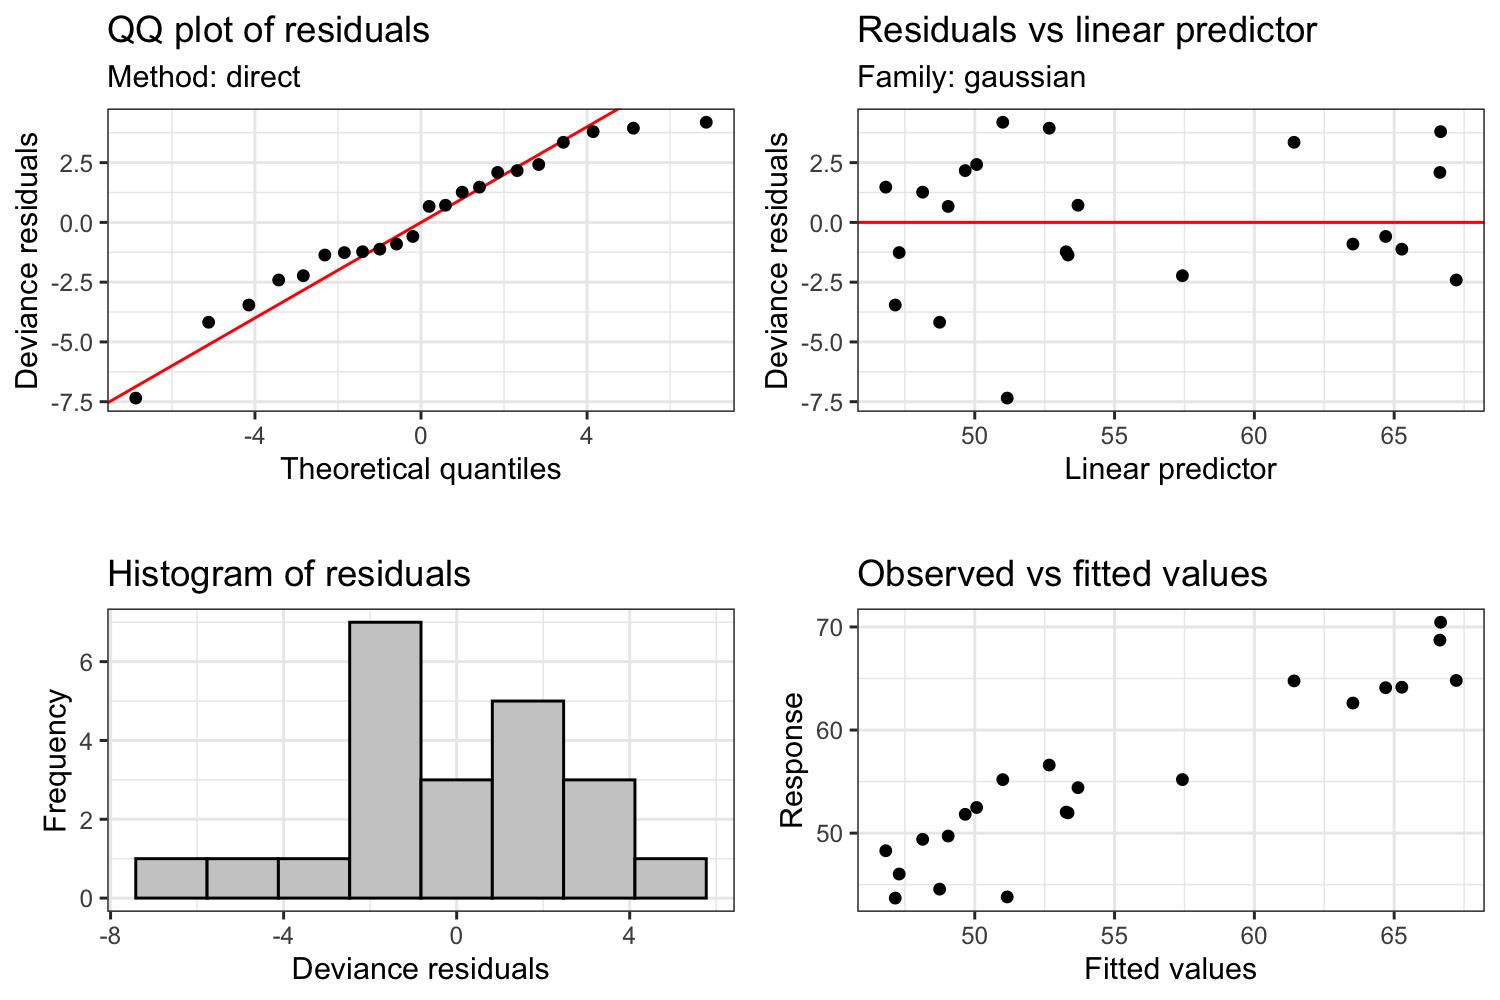 QQ plot of residuals
Method: direct
Deviance residuals
2.5
0.0
-2.5
-5.0
-7.5
-4
0
4
Theoretical quantiles
Residuals vs linear predictor
Family: gaussian
Deviance residuals
2.5
0.0
-2.5
-5.0
-7.5
50
55
60
65
Linear predictor
Histogram of residuals
Frequency
6
4
2
0
-8
-4
0
4
Deviance residuals
Observed vs fitted values
Response
70
60
50
50
55
60
65
Fitted values